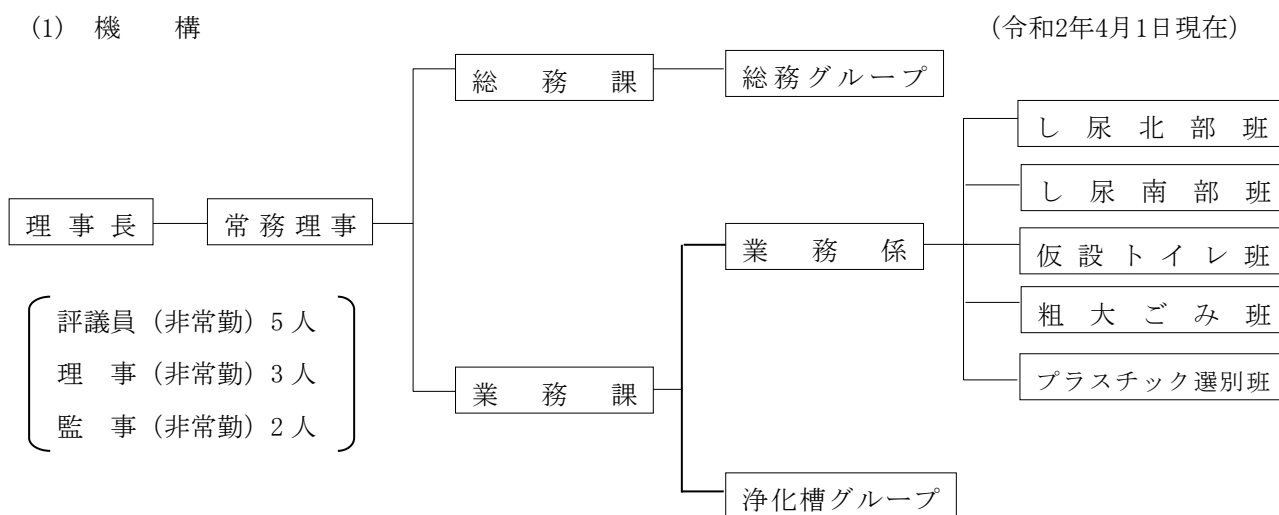 (1) 機　構
(令和2年4月1日現在)
総務課
総務グループ
し尿北部班
し尿南部班
理事長
常務理事
業務係
仮設トイレ班
粗大ごみ班
評議員（非常勤）5人
理　事（非常勤）3人
監　事（非常勤）2人
業務課
プラスチック選別班
浄化槽グループ